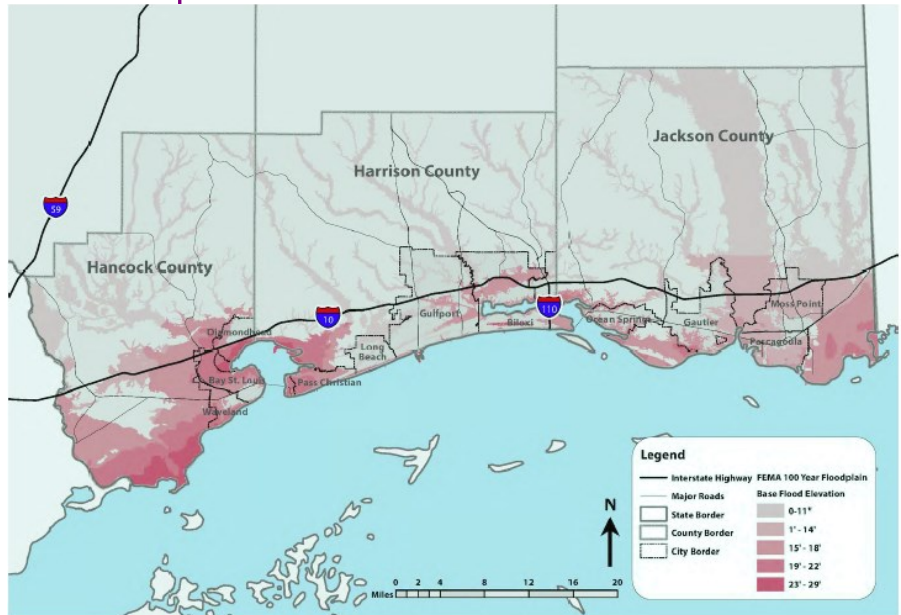 Jackson County
Harrison County
59
Hancock County
Moss Point
110
10
Gulfport
Biloxi
Ocean Springs
Gautier
Diamondhead
Pascagoula
Long
Beach
Bay St. Louis
Pass Christian
Waveland
Legend
Interstate Highway
Major Roads
State Border
County Border
City Border
FEMA 100 Year Floodplain
Base Flood Elevation
0-11"
1' - 14'
15' - 18'
19' - 22'
23' - 29'
N
Miles
0 2 4 8 12 16 20